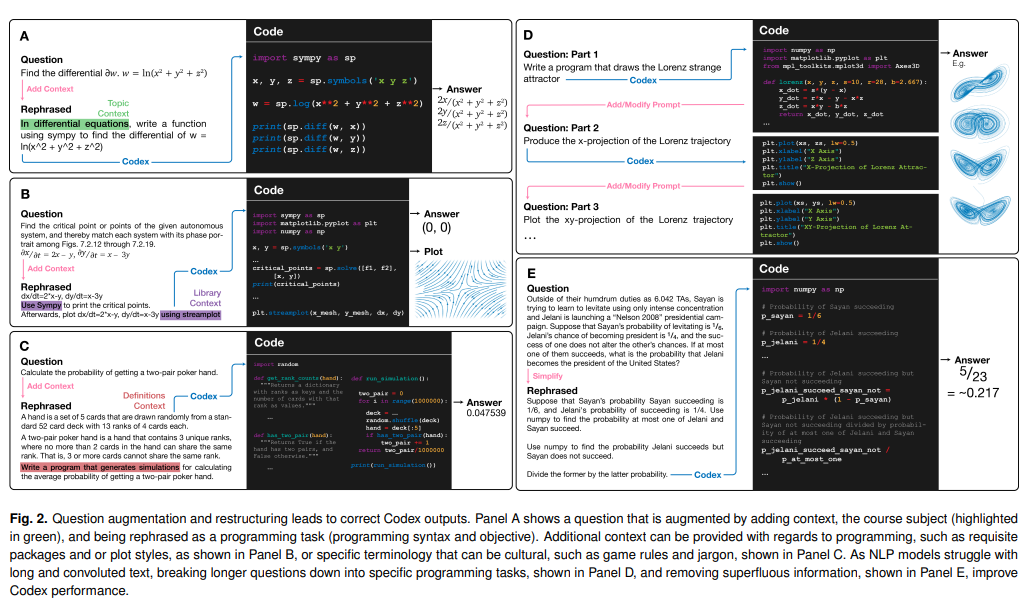 A
Question
Find the differential ∂w. w = ln(x² + y² + z²)
Add Context
Topic
Context
Rephrased
In differential equations, write a function
using sympy to find the differential of w =
ln(x^2 + y^2 + z^2)
Codex
Code
import sympy as sp
x, y, z = sp.symbols('x y z')
w = sp.log(x**2 + y**2 + z**2)
print(sp.diff(w, x))
print(sp.diff(w, y))
print(sp.diff(w, z))
Answer
2x/(x² + y² + z²)
2y/(x² + y² + z²)
2z/(x² + y² + z²)
B
Question
Find the critical point or points of the given autonomous
system, and thereby match each system with its phase por-
trait among Figs. 7.2.12 through 7.2.19.
∂x/∂t = 2x − y, ∂y/∂t = x − 3y
Add Context
Codex
Rephrased
Library
Context
dx/dt=2*x-y, dy/dt=x-3y
Use Sympy to print the critical points.
Afterwards, plot dx/dt=2*x-y, dy/dt=x-3y using streamplot
Code
import sympy as sp
import matplotlib.pyplot as plt
import numpy as np
x, y = sp.symbols('x y')
...
critical_points = sp.solve([f1, f2],
[x, y])
print(critical_points)
...
plt.streamplot(x_mesh, y_mesh, dx, dy)
Answer
(0, 0)
Plot
C
Question
Calculate the probability of getting a two-pair poker hand.
Add Context
Definitions
Context
Codex
Rephrased
A hand is a set of 5 cards that are drawn randomly from a stan-
dard 52 card deck with 13 ranks of 4 cards each.
A two-pair poker hand is a hand that contains 3 unique ranks,
where no more than 2 cards in the hand can share the same
rank. That is, 3 or more cards cannot share the same rank.
Write a program that generates simulations for calculating
the average probability of getting a two-pair poker hand.
Code
import random
def get_rank_counts(hand):
"""Returns a dictionary
with ranks as keys and the
number of cards with that
rank as values."""
...
def has_two_pair(hand):
"""Returns True if the
hand has two pairs, and
False otherwise."""
...
def run_simulation():
two_pair = 0
for i in range(1000000):
deck = ...
random.shuffle(deck)
hand = deck[:5]
if has_two_pair(hand):
two_pair += 1
return two_pair/1000000
print(run_simulation())
Answer
0.047539
D
Question: Part 1
Write a program that draws the Lorenz strange
attractor
Codex
Add/Modify Prompt
Question: Part 2
Produce the x-projection of the Lorenz trajectory
Codex
Add/Modify Prompt
Question: Part 3
Plot the xy-projection of the Lorenz trajectory
...
Code
import numpy as np
import matplotlib.pyplot as plt
from mpl_toolkits.mplot3d import Axes3D
def lorenz(x, y, z, s=10, r=28, b=2.667):
x_dot = s*(y - x)
y_dot = r*x - y - x*z
z_dot = x*y - b*z
return x_dot, y_dot, z_dot
...
plt.plot(xs, zs, lw=0.5)
plt.xlabel("X Axis")
plt.ylabel("Z Axis")
plt.title("X-Projection of Lorenz Attrac-
tor")
plt.show()
plt.plot(xs, ys, lw=0.5)
plt.xlabel("X Axis")
plt.ylabel("Y Axis")
plt.title("XY-Projection of Lorenz At-
tractor")
plt.show()
Answer
E.g.
E
Question
Outside of their humdrum duties as 6.042 TAs, Sayan is
trying to learn to levitate using only intense concentration
and Jelani is launching a "Nelson 2008" presidential cam-
paign. Suppose that Sayan's probability of levitating is 1/6,
Jelani's chance of becoming president is 1/4, and the suc-
cess of one does not alter the other's chances. If at most
one of them succeeds, what is the probability that Jelani
becomes the president of the United States?
Simplify
Rephrased
Suppose that Sayan's probability Sayan succeeding is
1/6, and Jelani's probability of succeeding is 1/4. Use
numpy to find the probability at most one of Jelani and
Sayan succeed.
Use numpy to find the probability Jelani succeeds but
Sayan does not succeed.
Divide the former by the latter probability.
Codex
Code
import numpy as np
# Probability of Sayan succeeding
p_sayan = 1/6
# Probability of Jelani succeeding
p_jelani = 1/4
...
# Probability of Jelani succeeding but
Sayan not succeeding
p_jelani_succeed_sayan_not =
p_jelani * (1 - p_sayan)
# Probability of Jelani succeeding but
Sayan not succeeding divided by probabil-
ity of at most one of Jelani and Sayan
succeeding
p_jelani_succeed_sayan_not /
p_at_most_one
...
Answer
5/23
= ~0.217
Fig. 2. Question augmentation and restructuring leads to correct Codex outputs. Panel A shows a question that is augmented by adding context, the course subject (highlighted
in green), and being rephrased as a programming task (programming syntax and objective). Additional context can be provided with regards to programming, such as requisite
packages and or plot styles, as shown in Panel B, or specific terminology that can be cultural, such as game rules and jargon, shown in Panel C. As NLP models struggle with
long and convoluted text, breaking longer questions down into specific programming tasks, shown in Panel D, and removing superfluous information, shown in Panel E, improve
Codex performance.